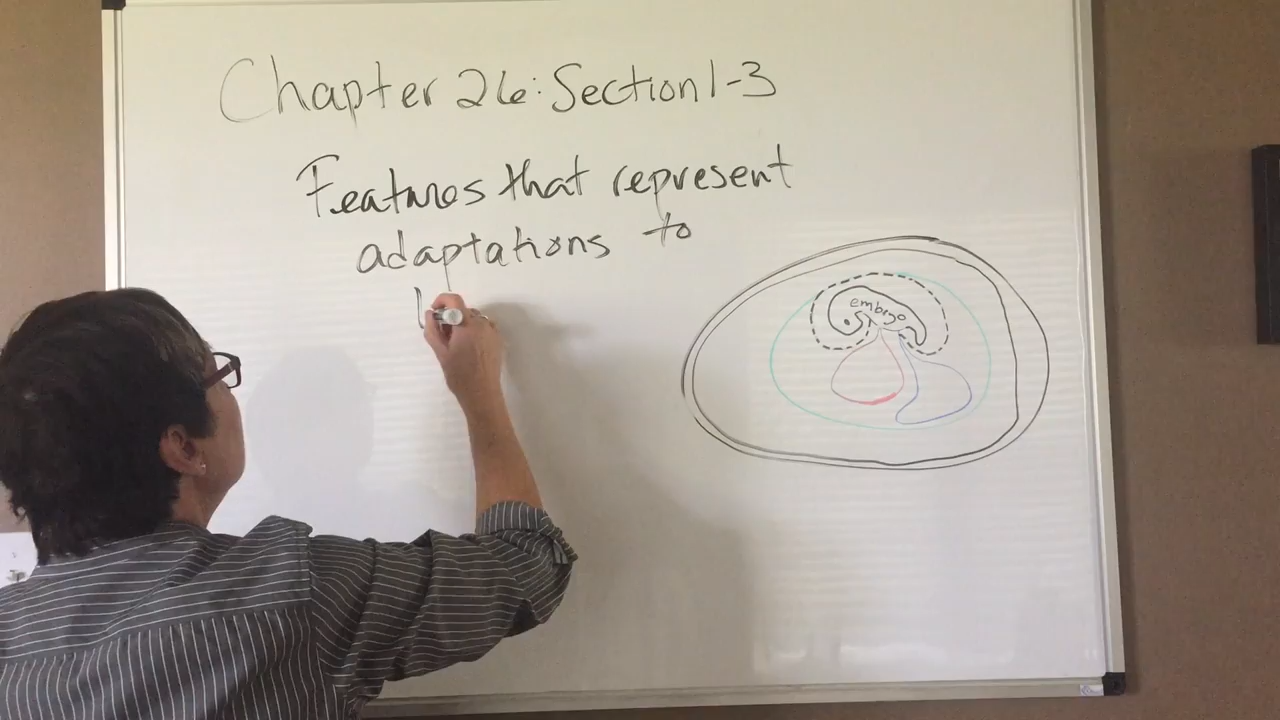 Chapter 26: Section 1-3
Features that represent
adaptations to
embryo